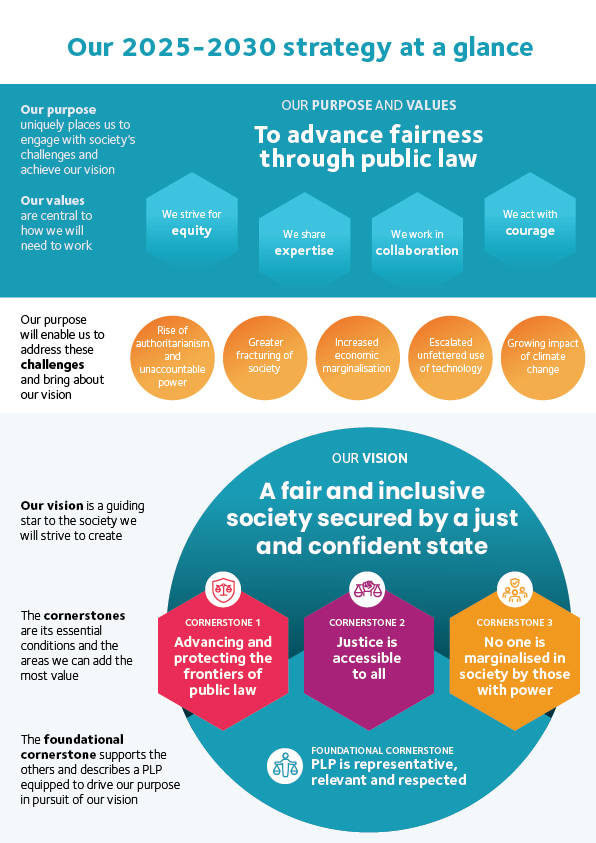 Our 2025-2030 strategy at a glance
Our purpose
uniquely places us to
engage with society's
challenges and
achieve our vision
Our values
are central to
how we will
need to work
OUR PURPOSE AND VALUES
To advance fairness
through public law
We strive for
equity
We share
expertise
We work in
collaboration
We act with
courage
Our purpose
will enable us to
address these
challenges
and bring about
our vision
Rise of
authoritarianism
and
unaccountable
power
Greater
fracturing of
society
Increased
economic
marginalisation
Escalated
unfettered use
of technology
Growing impact
of climate
change
OUR VISION
A fair and inclusive
society secured by a just
and confident state
Our vision is a guiding
star to the society we
will strive to create
The cornerstones
are its essential
conditions and the
areas we can add the
most value
CORNERSTONE 1
Advancing and
protecting the
frontiers of
public law
CORNERSTONE 2
Justice is
accessible
to all
CORNERSTONE 3
No one is
marginalised in
society by those
with power
The foundational
cornerstone supports the
others and describes a PLP
equipped to drive our purpose
in pursuit of our vision
FOUNDATIONAL CORNERSTONE
PLP is representative,
relevant and respected